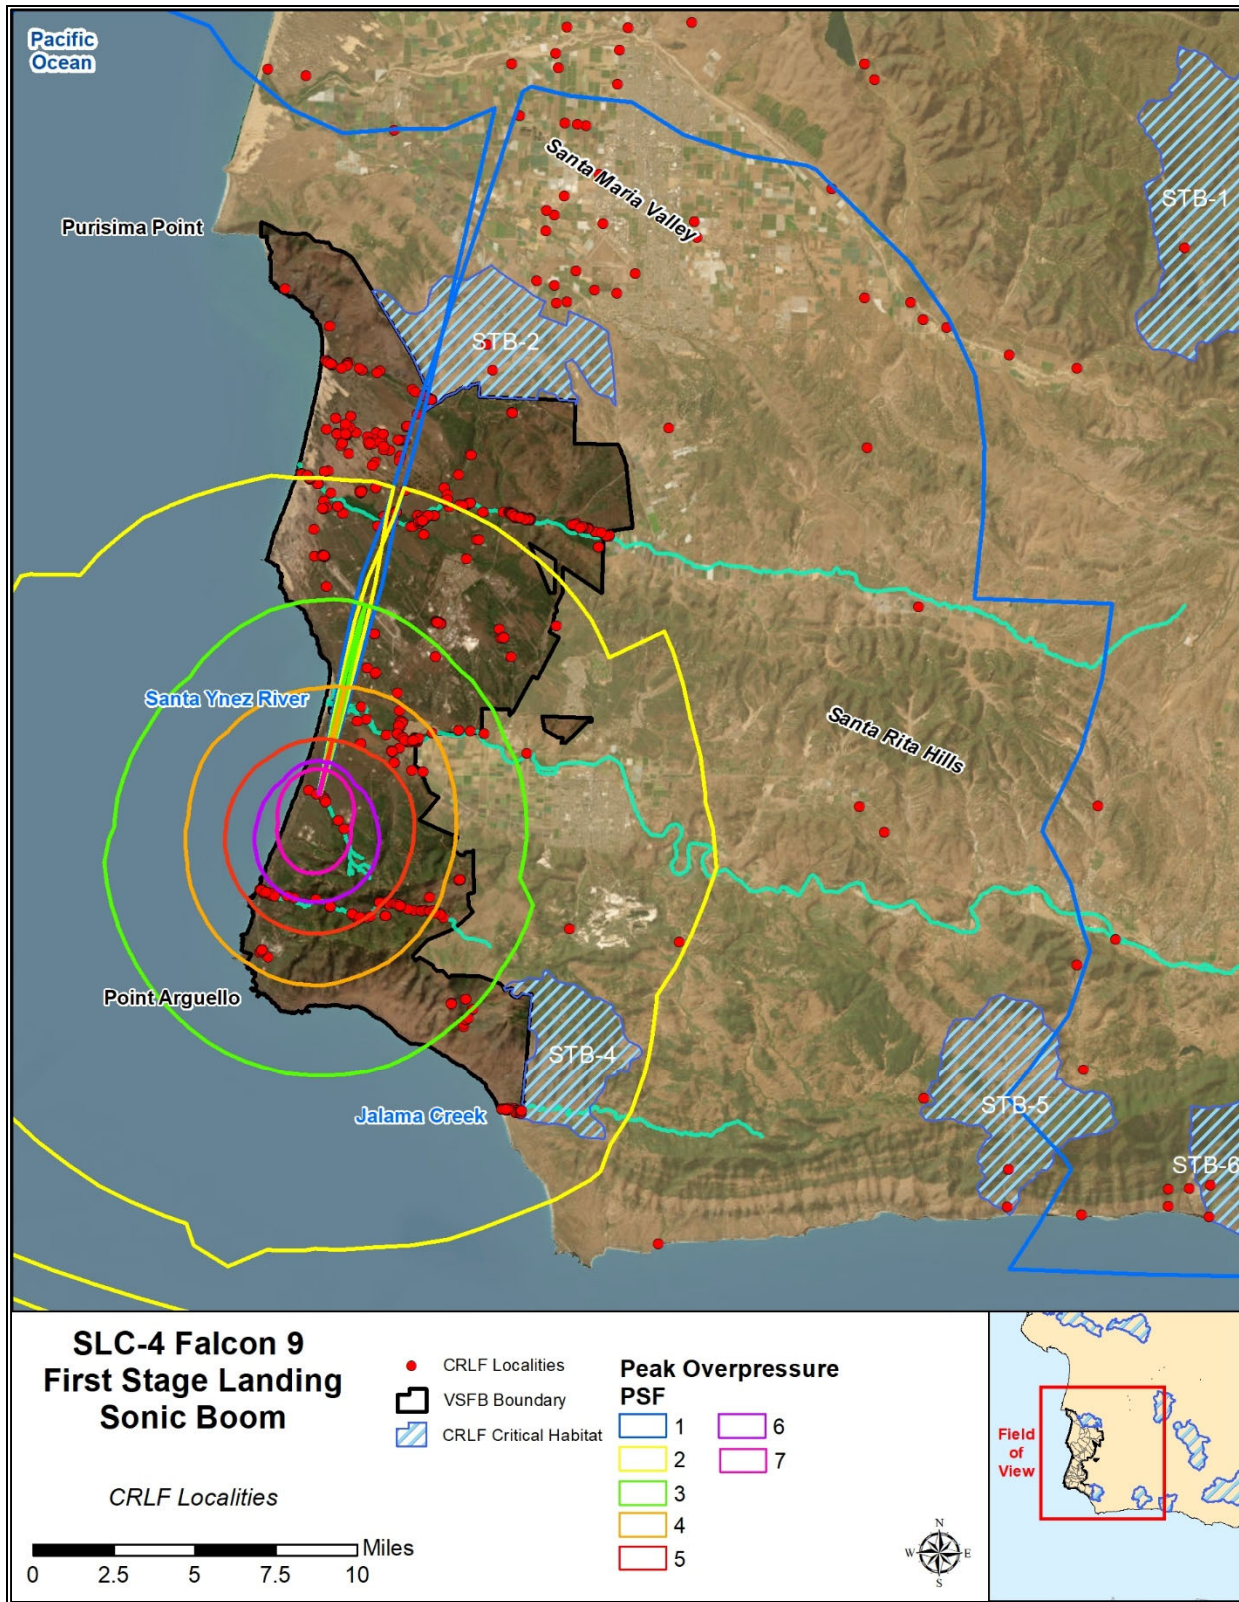 Pacific
Ocean
Purisima Point
Santa Maria Valley
STB-1
STB-2
Santa Ynez River
Santa Rita Hills
Point Arguello
STB-4
Jalama Creek
STB-5
STB-6
SLC-4 Falcon 9
First Stage Landing
Sonic Boom
CRLF Localities
Miles
0 2.5 5 7.5 10
CRLF Localities
VSFB Boundary
CRLF Critical Habitat
Peak Overpressure
PSF
1
2
3
4
5
6
7
N
W E
S
Field
of
View